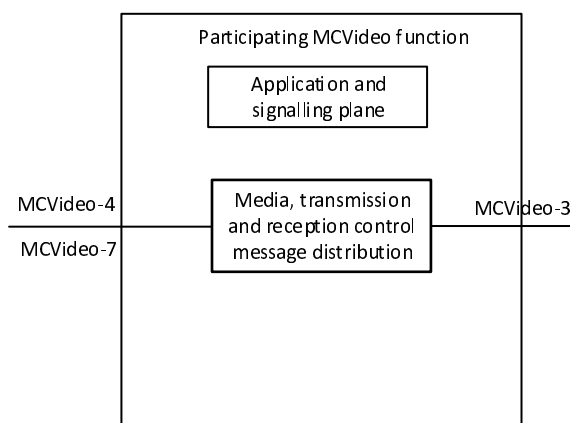 Participating MCVideo function
Application and
signalling plane
MCVideo-4
MCVideo-7
Media, transmission
and reception control
message distribution
MCVideo-3